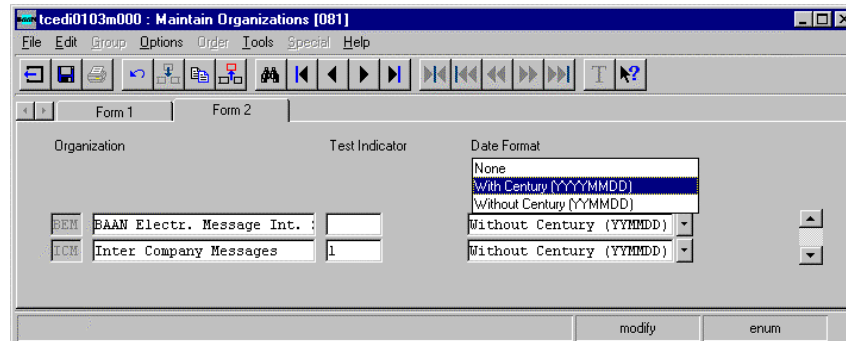 tcedi0103m000 : Maintain Organizations [081]
File Edit Group Options Order Tools Special Help
T ?
Form 1 Form 2
Organization Test Indicator Date Format
None
With Century (YYYYMMDD)
Without Century (YYMMDD)
BEM BAAN Electr. Message Int. Without Century (YYMMDD)
ICM Inter Company Messages 1 Without Century (YYMMDD)
modify enum